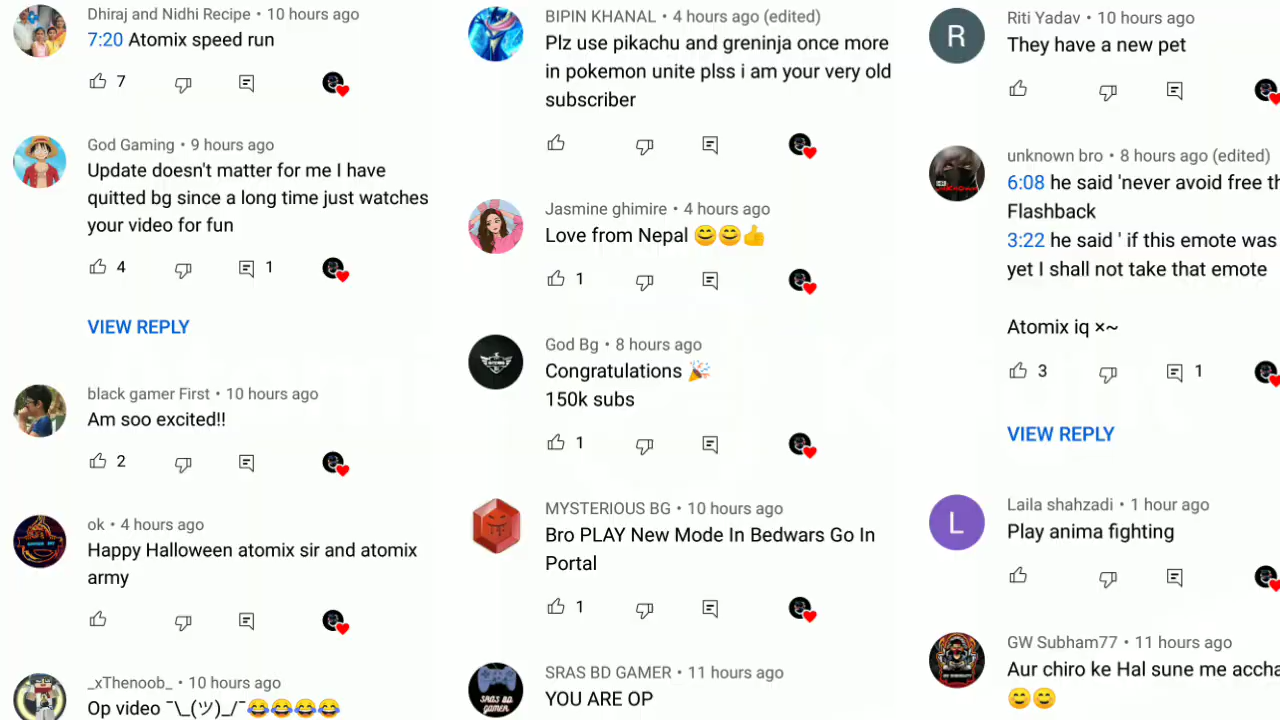 Dhiraj and Nidhi Recipe • 10 hours ago
7:20 Atomix speed run
7
God Gaming • 9 hours ago
Update doesn't matter for me I have
quitted bg since a long time just watches
your video for fun
4 1
VIEW REPLY
black gamer First • 10 hours ago
Am soo excited!!
2
ok • 4 hours ago
Happy Halloween atomix sir and atomix
army
_xThenoob_ • 10 hours ago
Op video ¯\_(ツ)_/¯😂😂😂😂
BIPIN KHANAL • 4 hours ago (edited)
Plz use pikachu and greninja once more
in pokemon unite plss i am your very old
subscriber
Jasmine ghimire • 4 hours ago
Love from Nepal 😊😊👍
1
God Bg • 8 hours ago
Congratulations 🎉
150k subs
1
MYSTERIOUS BG • 10 hours ago
Bro PLAY New Mode In Bedwars Go In
Portal
1
SRAS BD GAMER • 11 hours ago
YOU ARE OP
R
Riti Yadav • 10 hours ago
They have a new pet
unknown bro • 8 hours ago (edited)
6:08 he said 'never avoid free
Flashback
3:22 he said ' if this emote was
yet I shall not take that emote
Atomix iq ×~
3 1
VIEW REPLY
L
Laila shahzadi • 1 hour ago
Play anima fighting
GW Subham77 • 11 hours ago
Aur chiro ke Hal sune me
😊😊